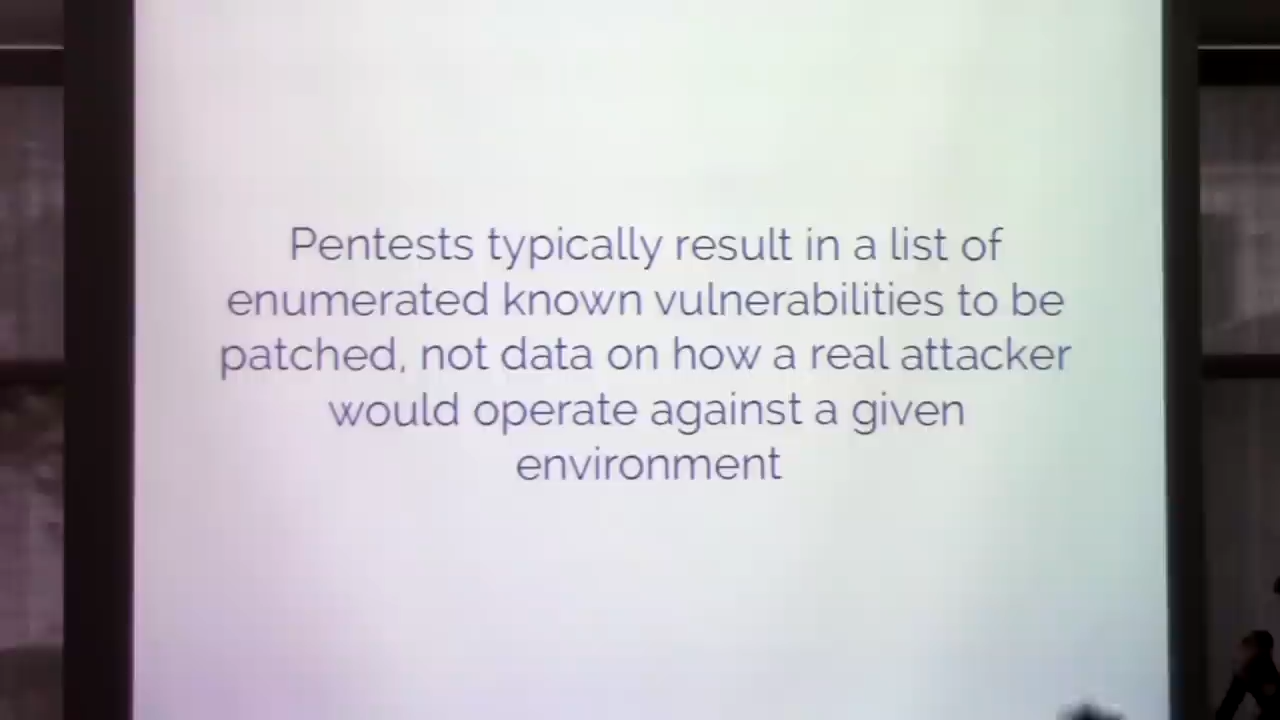 Pentests typically result in a list of
enumerated known vulnerabilities to be
patched, not data on how a real attacker
would operate against a given
environment